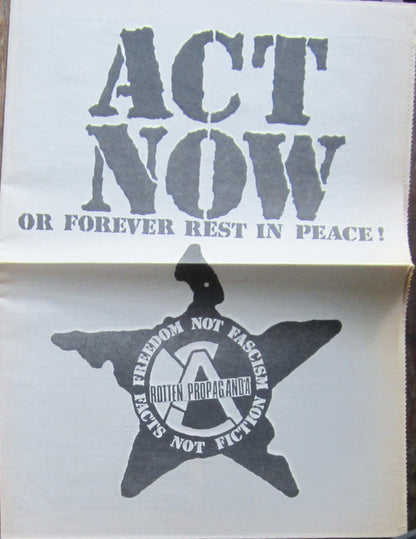 ACT
NOW
OR FOREVER REST IN PEACE!
FREEDOM NOT FASCISM
ROTTEN PROPAGANDA
FACTS NOT FICTION